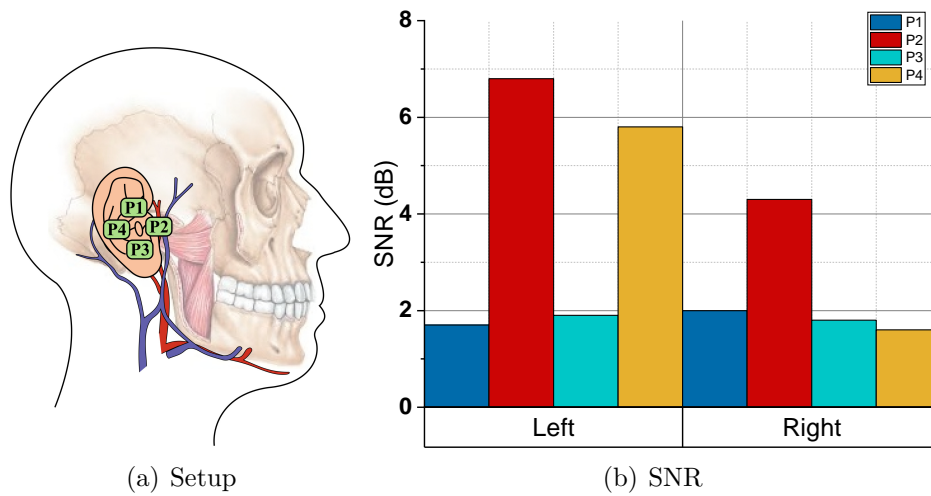 P1
P4
P2
P3
(a) Setup
SNR (dB)
8
6
4
2
0
P1
P2
P3
P4
Left
Right
(b) SNR